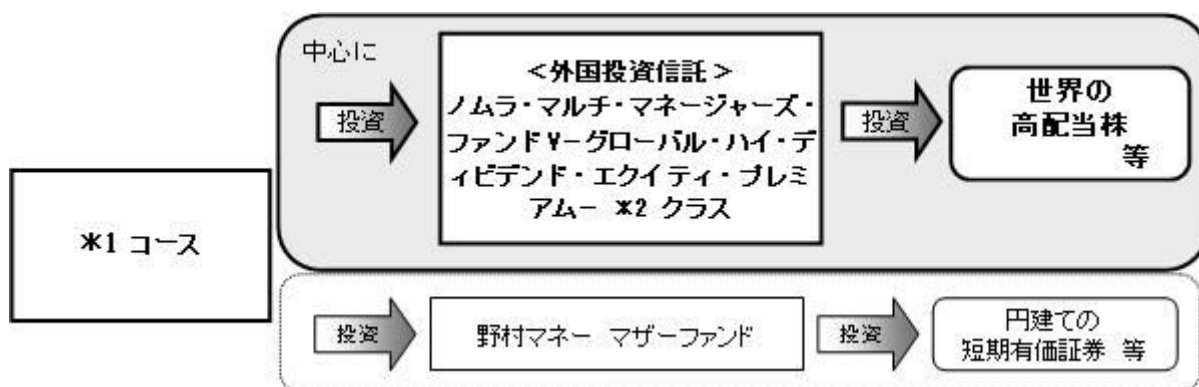 中心に
投資
＜外国投資信託＞
ノムラ・マルチ・マネージャーズ・
ファンドⅤ－グローバル・ハイ・デ
ィビデンド・エクイティ・プレミ
アム－ *2 クラス
投資
世界の
高配当株
等
*1 コース
投資
野村マネー マザーファンド
投資
円建ての
短期有価証券 等